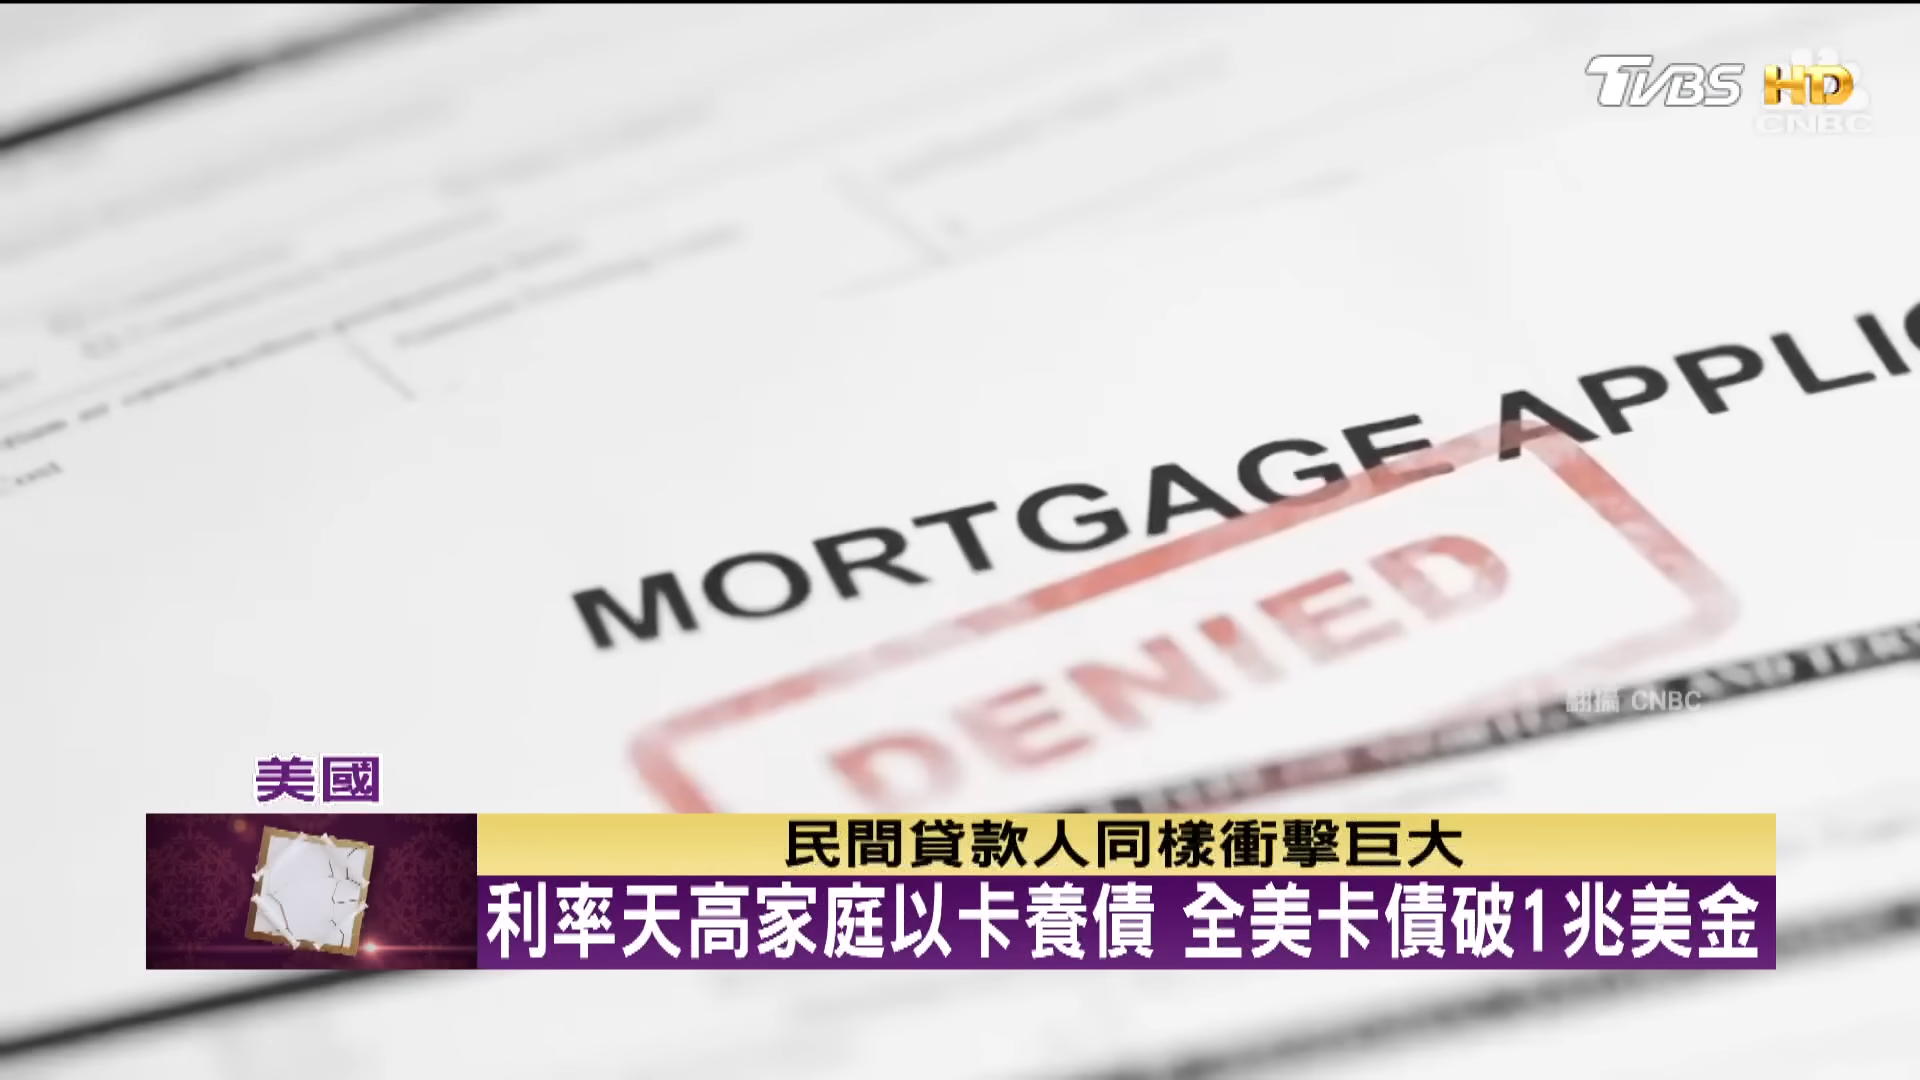 TVBS HD
CNBC
MORTGAGE APPLIC
DENIED
翻攝 CNBC
美國
民間貸款人同樣衝擊巨大
利率天高家庭以卡養債 全美卡債破1兆美金